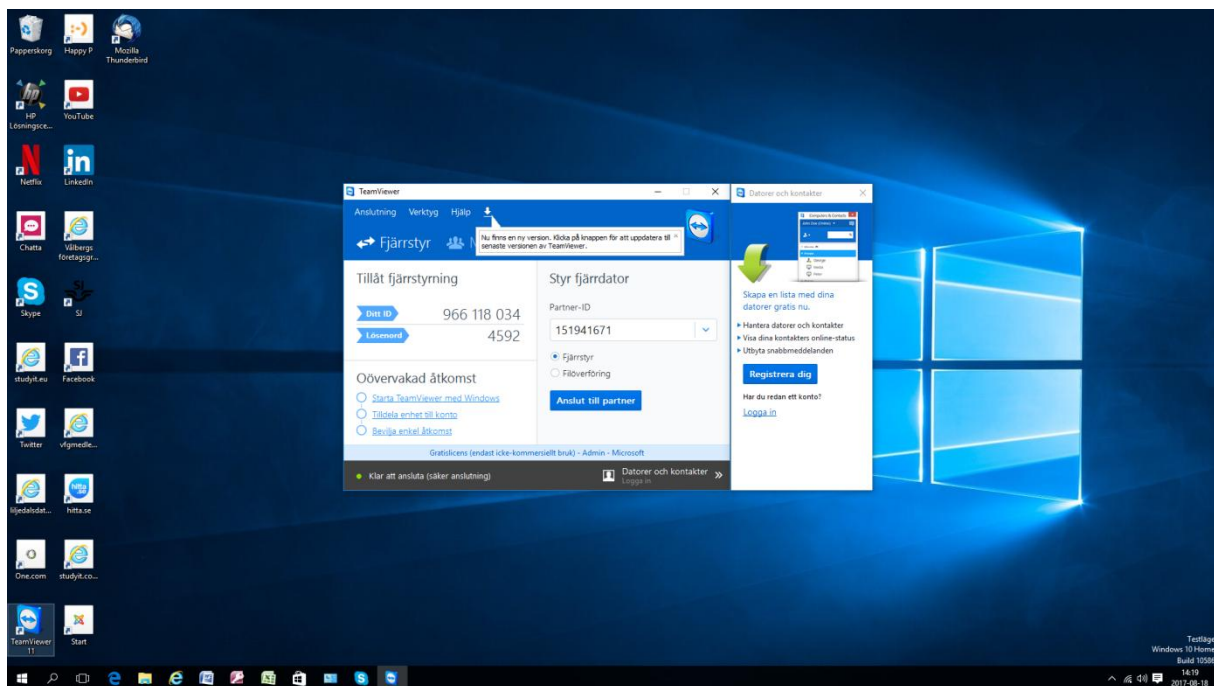 Papperskorg
Happy P
Mozilla
Thunderbird
HP
Lösningsce...
YouTube
Netflix
LinkedIn
Chatta
Vålbergs
företagsgr...
Skype
SJ
studyit.eu
Facebook
Twitter
vfgmedle...
liljedalsdat...
hitta.se
One.com
studyit.co...
TeamViewer
11
Start
TeamViewer
Anslutning Verktyg Hjälp
Fjärrstyr
Nu finns en ny version. Klicka på knappen för att uppdatera till
senaste versionen av TeamViewer.
Tillåt fjärrstyrning
Ditt ID 966 118 034
Lösenord 4592
Oövervakad åtkomst
Starta TeamViewer med Windows
Tilldela enhet till konto
Bevilja enkel åtkomst
Styr fjärrdator
Partner-ID
151941671
Fjärrstyr
Filöverföring
Anslut till partner
Gratislicens (endast icke-kommersiellt bruk) - Admin - Microsoft
Klar att ansluta (säker anslutning)
Datorer och kontakter
Logga in
Datorer och kontakter
Computers & Contacts
Skapa en lista med dina
datorer gratis nu.
Hantera datorer och kontakter
Visa dina kontakters online-status
Utbyta snabbmeddelanden
Registrera dig
Har du redan ett konto?
Logga in
Testläge
Windows 10 Home
Build 10586
14:19
2017-08-18